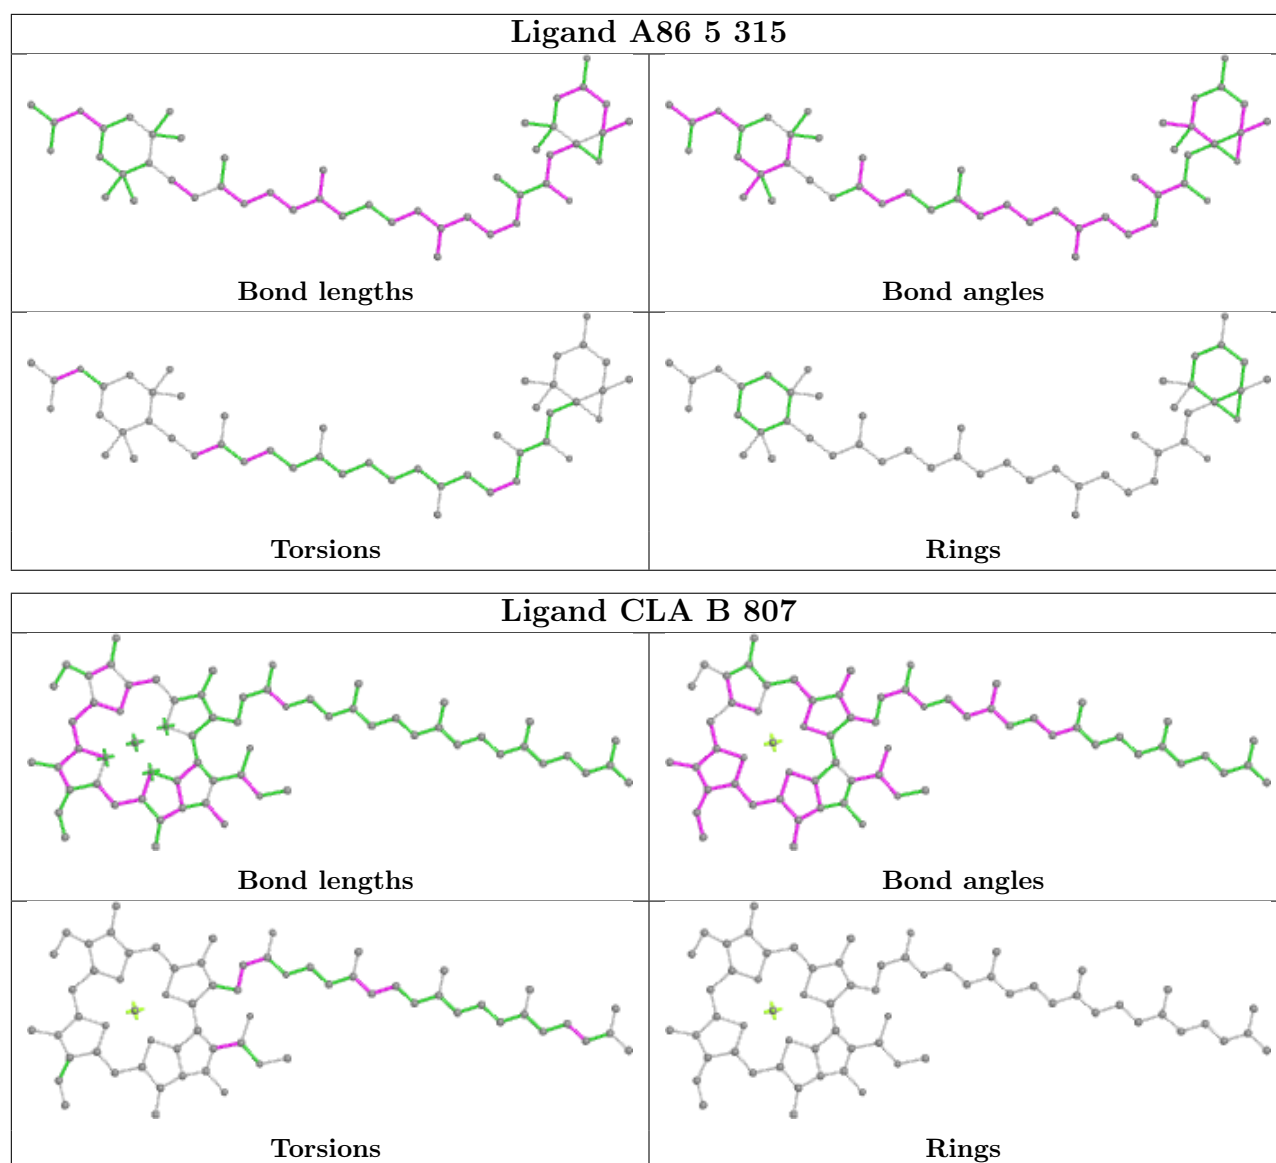 Ligand A86 5 315
Bond lengths
Bond angles
Torsions
Rings
Ligand CLA B 807
Bond lengths
Bond angles
Torsions
Rings